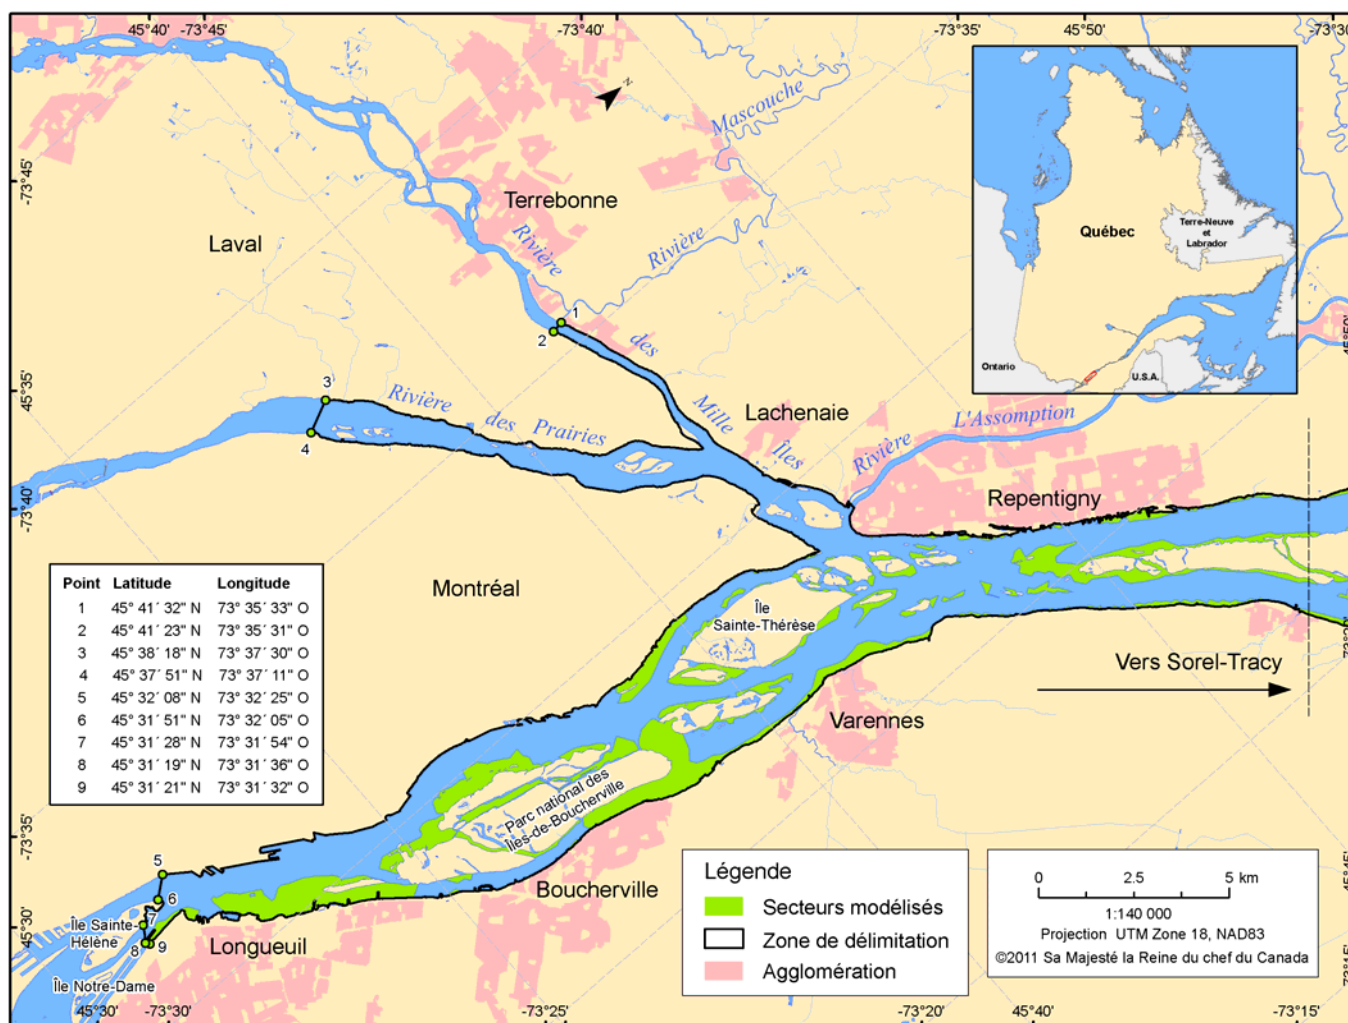 45°40'
-73°45'
-73°40'
-73°35'
45°50'
-73°30'
N
Mascouche
Terrebonne
Rivière
Rivière
Laval
-73°45'
Québec
Terre-Neuve
et
Labrador
Ontario
U.S.A.
1
2
des
Mille
Îles
3
4
Rivière des Prairies
Lachenaie
Rivière L'Assomption
Repentigny
45°35'
-73°40'
Montréal
Île
Sainte-Thérèse
Vers Sorel-Tracy
Varennes
Point Latitude Longitude
1 45° 41´ 32" N 73° 35´ 33" O
2 45° 41´ 23" N 73° 35´ 31" O
3 45° 38´ 18" N 73° 37´ 30" O
4 45° 37´ 51" N 73° 37´ 11" O
5 45° 32´ 08" N 73° 32´ 25" O
6 45° 31´ 51" N 73° 32´ 05" O
7 45° 31´ 28" N 73° 31´ 54" O
8 45° 31´ 19" N 73° 31´ 36" O
9 45° 31´ 21" N 73° 31´ 32" O
Parc national des
Îles-de-Boucherville
-73°35'
5
6
7
8
9
Île Sainte-
Hélène
Longueuil
Boucherville
Île Notre-Dame
45°30'
Légende
Secteurs modélisés
Zone de délimitation
Agglomération
0 2.5 5 km
1:140 000
Projection UTM Zone 18, NAD83
©2011 Sa Majesté la Reine du chef du Canada
45°45'
-73°15'
45°30'
-73°30'
-73°25'
-73°20'
45°40'
-73°15'